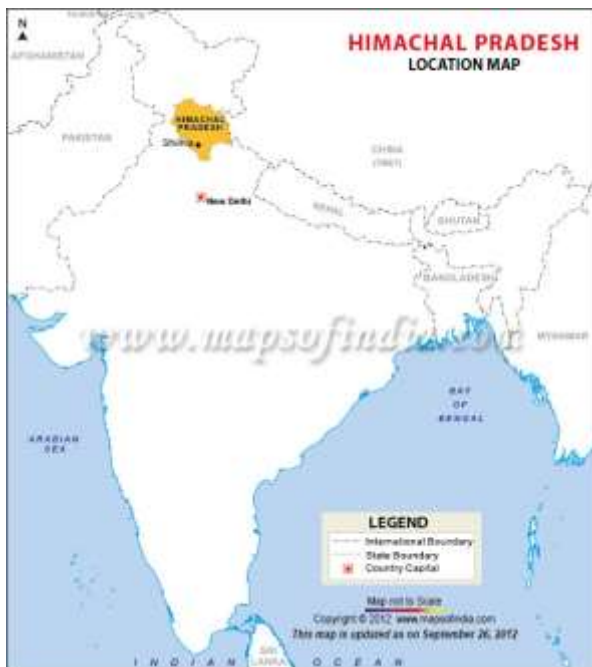 N
HIMACHAL PRADESH
LOCATION MAP
AFGHANISTAN
HIMACHAL
PRADESH
Shimla
PAKISTAN
CHINA
New Delhi
NEPAL
BHUTAN
BANGLADESH
www.mapsofindia.com
MYANMAR
BAY
OF
BENGAL
ARABIAN
SEA
LEGEND
International Boundary
State Boundary
Country Capital
Map not to Scale
Copyright © 2012 www.mapsofindia.com
This map is updated as on September 26, 2012
SRI
LANKA
INDIAN OCEAN